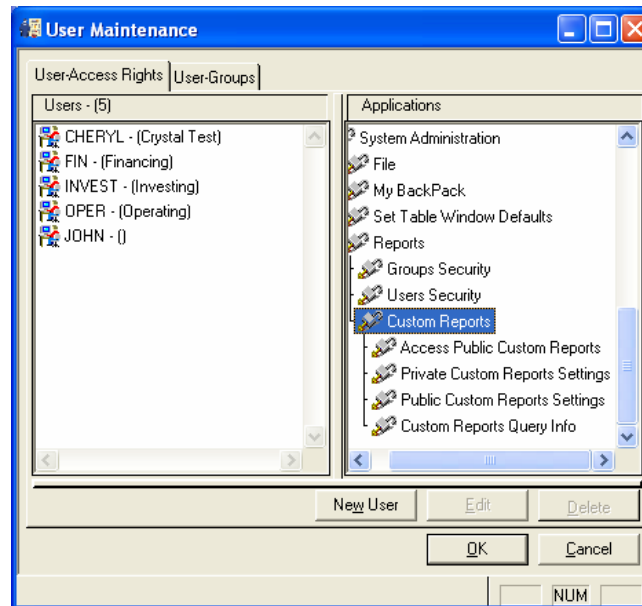 User Maintenance
User-Access Rights User-Groups
Users - (5)
CHERYL - (Crystal Test)
FIN - (Financing)
INVEST - (Investing)
OPER - (Operating)
JOHN - ()
Applications
System Administration
File
My BackPack
Set Table Window Defaults
Reports
Groups Security
Users Security
Custom Reports
Access Public Custom Reports
Private Custom Reports Settings
Public Custom Reports Settings
Custom Reports Query Info
New User Edit Delete
OK Cancel
NUM